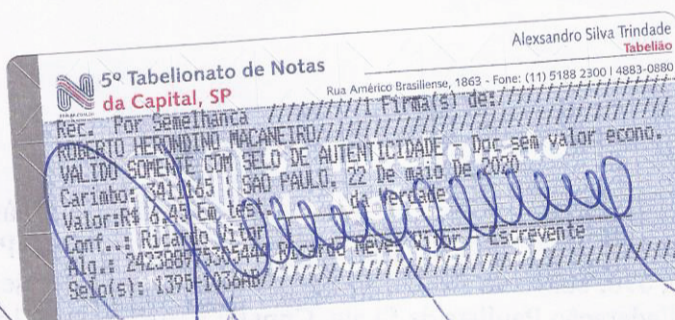 5º Tabelionato de Notas
da Capital, SP
Alexsandro Silva Trindade
Tabelião
Rua Américo Brasiliense, 1863 - Fone: (11) 5188 2300 | 4883-0880
Rec. Por Semelhanca ///////////1 Firma(s) de:////////////////
ROBERTO HERONDINO MACANEIRO//////////////////////////
VALIDO SOMENTE COM SELO DE AUTENTICIDADE - Doc sem valor econo.
Carimbo: 3411165 SAO PAULO, 22 De maio De 2020
Valor:R$ 6.45 Em test. da verdade
Conf..: Ricardo Vitor
Alg.: Ricardo Neves Vitor Escrevente
Selo(s): 1395-1036AB//////////////////////////